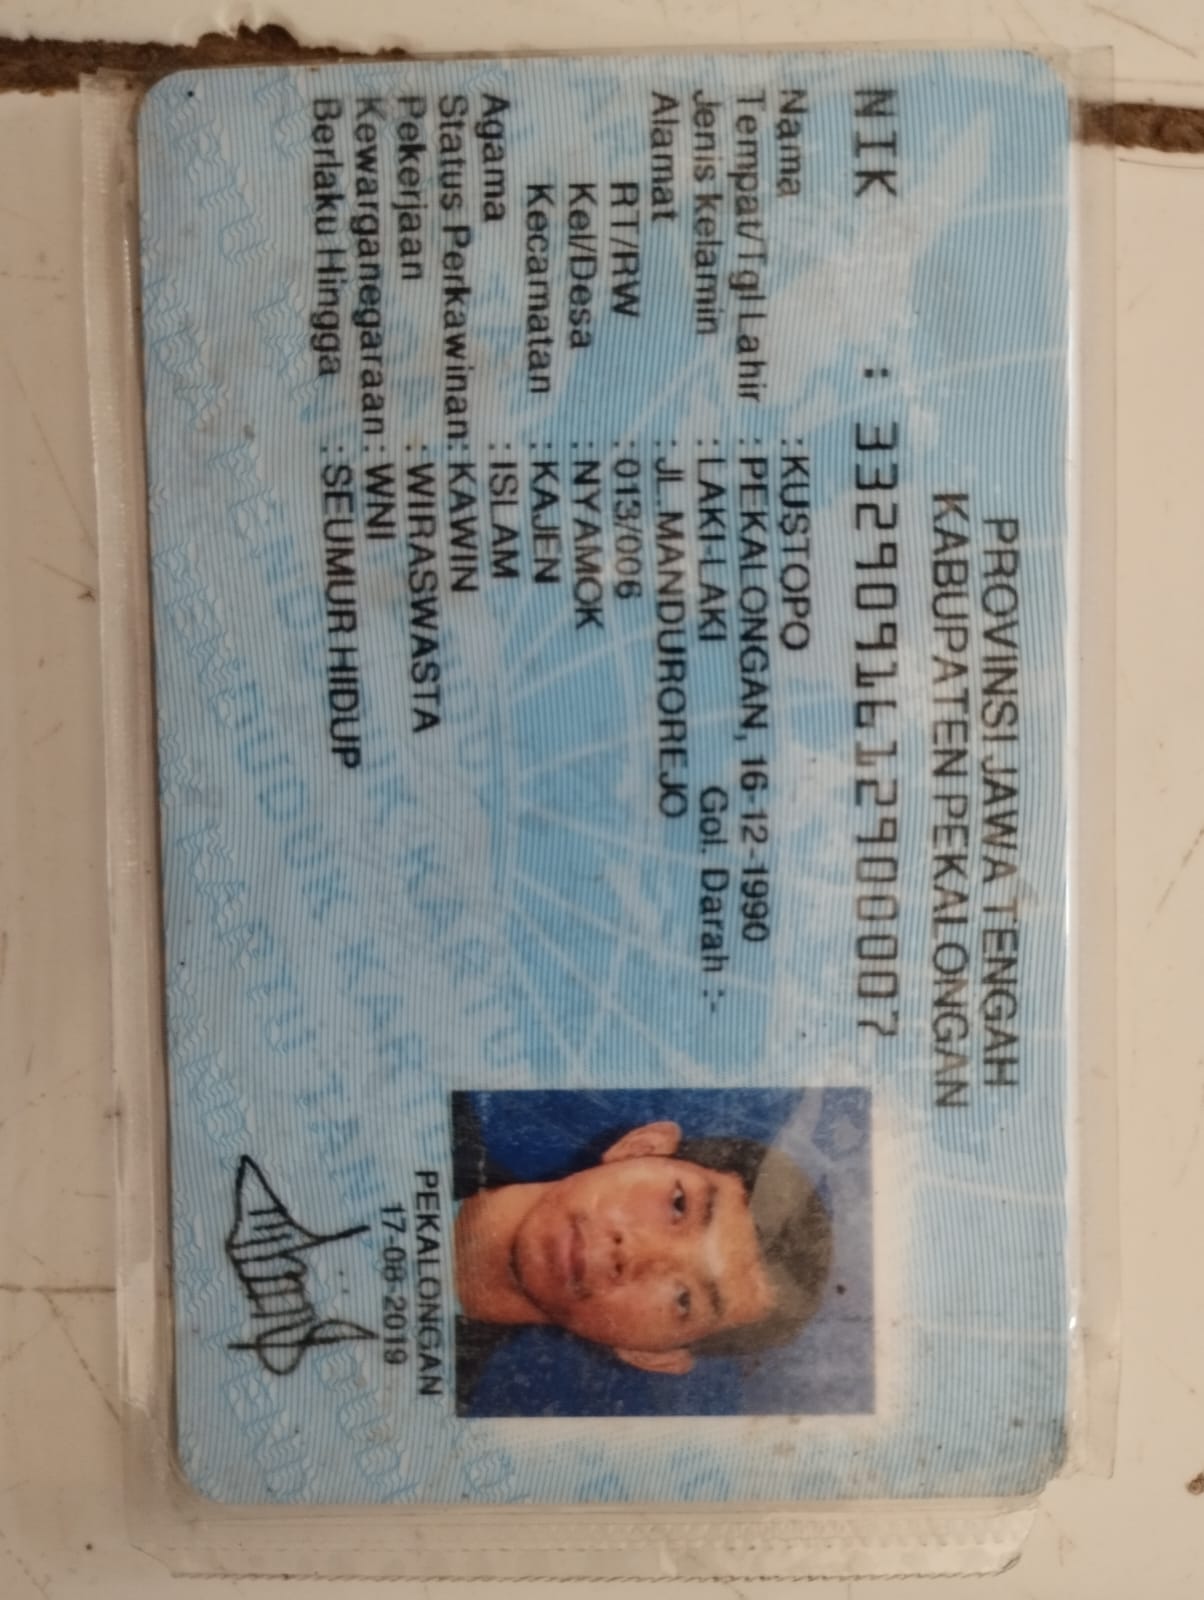 PROVINSI JAWA TENGAH
KABUPATEN PEKALONGAN
NIK : 3329091612900007
Nama : KUSTOPO
Tempat/Tgl Lahir : PEKALONGAN, 16-12-1990
Jenis kelamin : LAKI-LAKI Gol. Darah :-
Alamat : JL.MANDUROREJO
RT/RW : 013/006
Kel/Desa : NYAMOK
Kecamatan : KAJEN
Agama : ISLAM
Status Perkawinan: KAWIN
Pekerjaan : WIRASWASTA
Kewarganegaraan: WNI
Berlaku Hingga : SEUMUR HIDUP
PEKALONGAN
17-08-2019